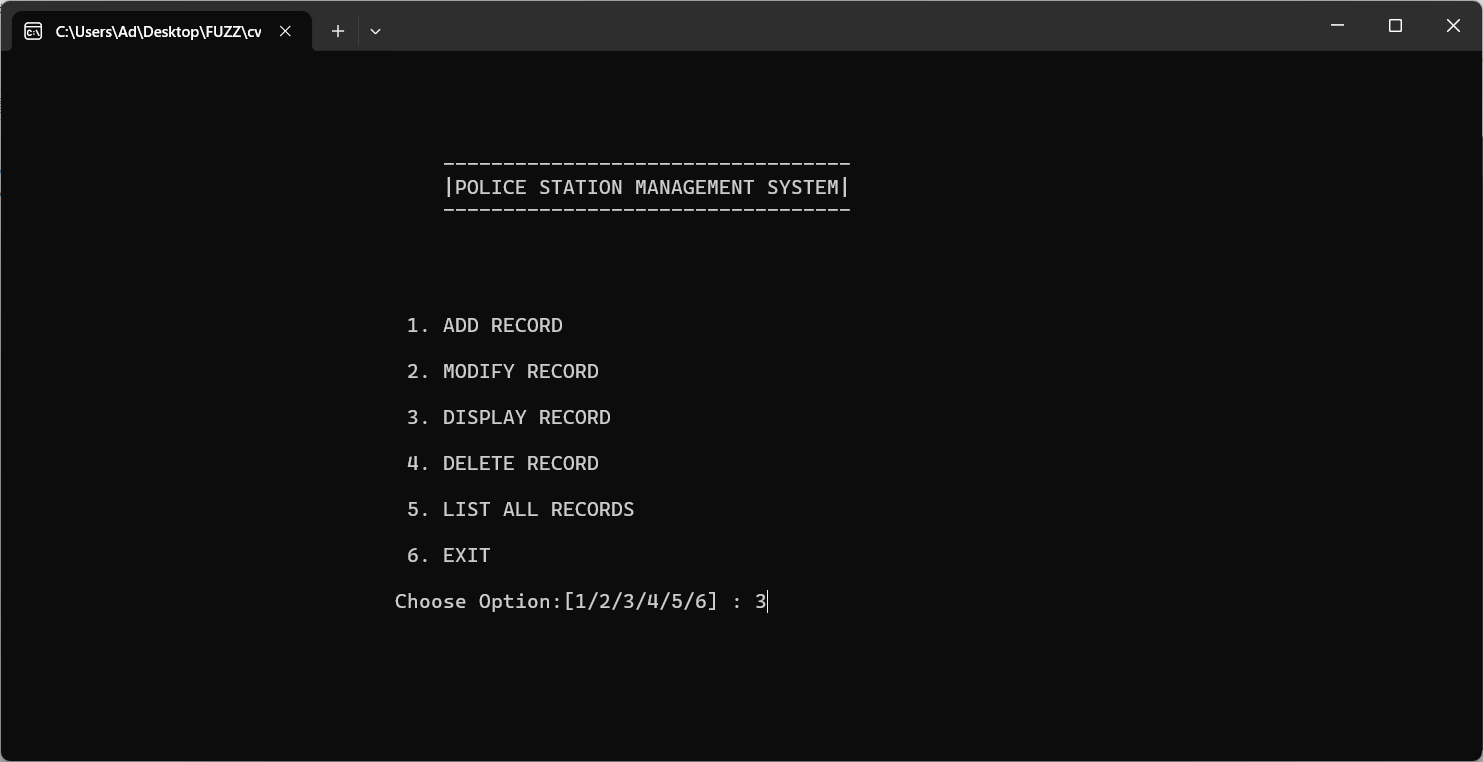 C:\Users\Ad\Desktop\FUZZ\cv
---------------------------------
|POLICE STATION MANAGEMENT SYSTEM|
---------------------------------
1. ADD RECORD
2. MODIFY RECORD
3. DISPLAY RECORD
4. DELETE RECORD
5. LIST ALL RECORDS
6. EXIT
Choose Option:[1/2/3/4/5/6] : 3